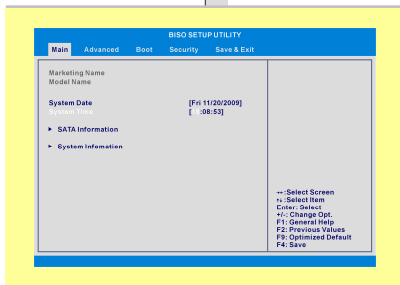 BISO SETUP UTILITY
Main Advanced Boot Security Save & Exit
Marketing Name
Model Name
System Date [Fri 11/20/2009]
System Time [ :08:53]
► SATA Information
► System Infomation
↔:Select Screen
↑↓:Select Item
Enter: Select
+/-: Change Opt.
F1: General Help
F2: Previous Values
F9: Optimized Default
F4: Save